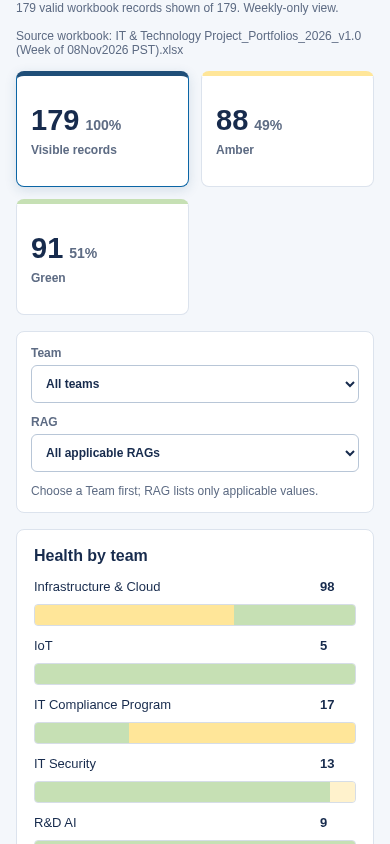 179 valid workbook records shown of 179. Weekly-only view.
Source workbook: IT & Technology Project_Portfolios_2026_v1.0
(Week of 08Nov2026 PST).xlsx
179 100%
Visible records
88 49%
Amber
91 51%
Green
Team
All teams
RAG
All applicable RAGs
Choose a Team first; RAG lists only applicable values.
Health by team
Infrastructure & Cloud 98
IoT 5
IT Compliance Program 17
IT Security 13
R&D AI 9